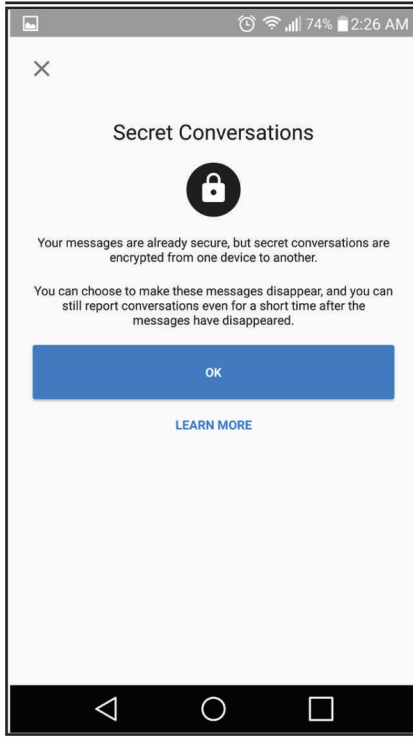 74% 2:26 AM
Secret Conversations
Your messages are already secure, but secret conversations are
encrypted from one device to another.
You can choose to make these messages disappear, and you can
still report conversations even for a short time after the
messages have disappeared.
OK
LEARN MORE